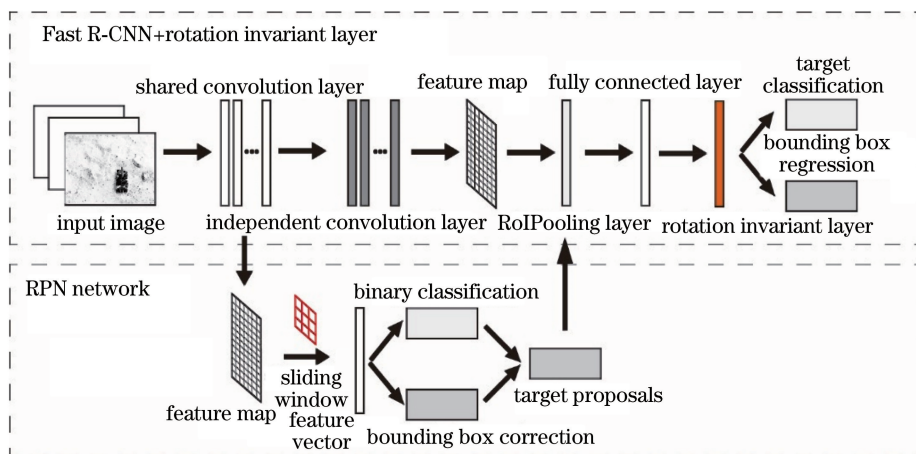 Fast R-CNN+rotation invariant layer
shared convolution layer
feature map
fully connected layer
target
classification
bounding box
regression
input image
independent convolution layer
RoIPooling layer
rotation invariant layer
RPN network
binary classification
sliding
window
feature
vector
feature map
target proposals
bounding box correction